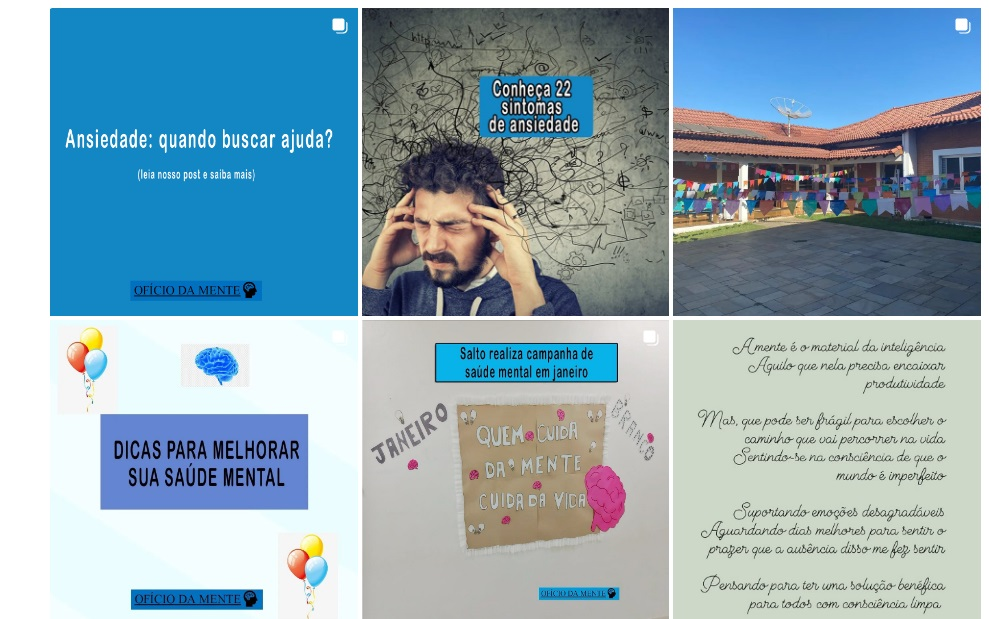 Ansiedade: quando buscar ajuda?
(leia nosso post e saiba mais)
OFÍCIO DA MENTE
Conheça 22
sintomas
de ansiedade
DICAS PARA MELHORAR
SUA SAÚDE MENTAL
OFÍCIO DA MENTE
Salto realiza campanha de
saúde mental em janeiro
JANEIRO
BRANCO
QUEM CUIDA
DA MENTE
CUIDA DA VIDA
OFÍCIO DA MENTE
A mente é o material da inteligência
Aquilo que nela precisa encaixar
produtividade
Mas, que pode ser frágil para escolher o
caminho que vai percorrer na vida
Sentindo-se na consciência de que o
mundo é imperfeito
Suportando emoções desagradáveis
Aguardando dias melhores para sentir o
prazer que a ausência disso me fez sentir
Pensando para ter uma solução benéfica
para todos com consciência limpa